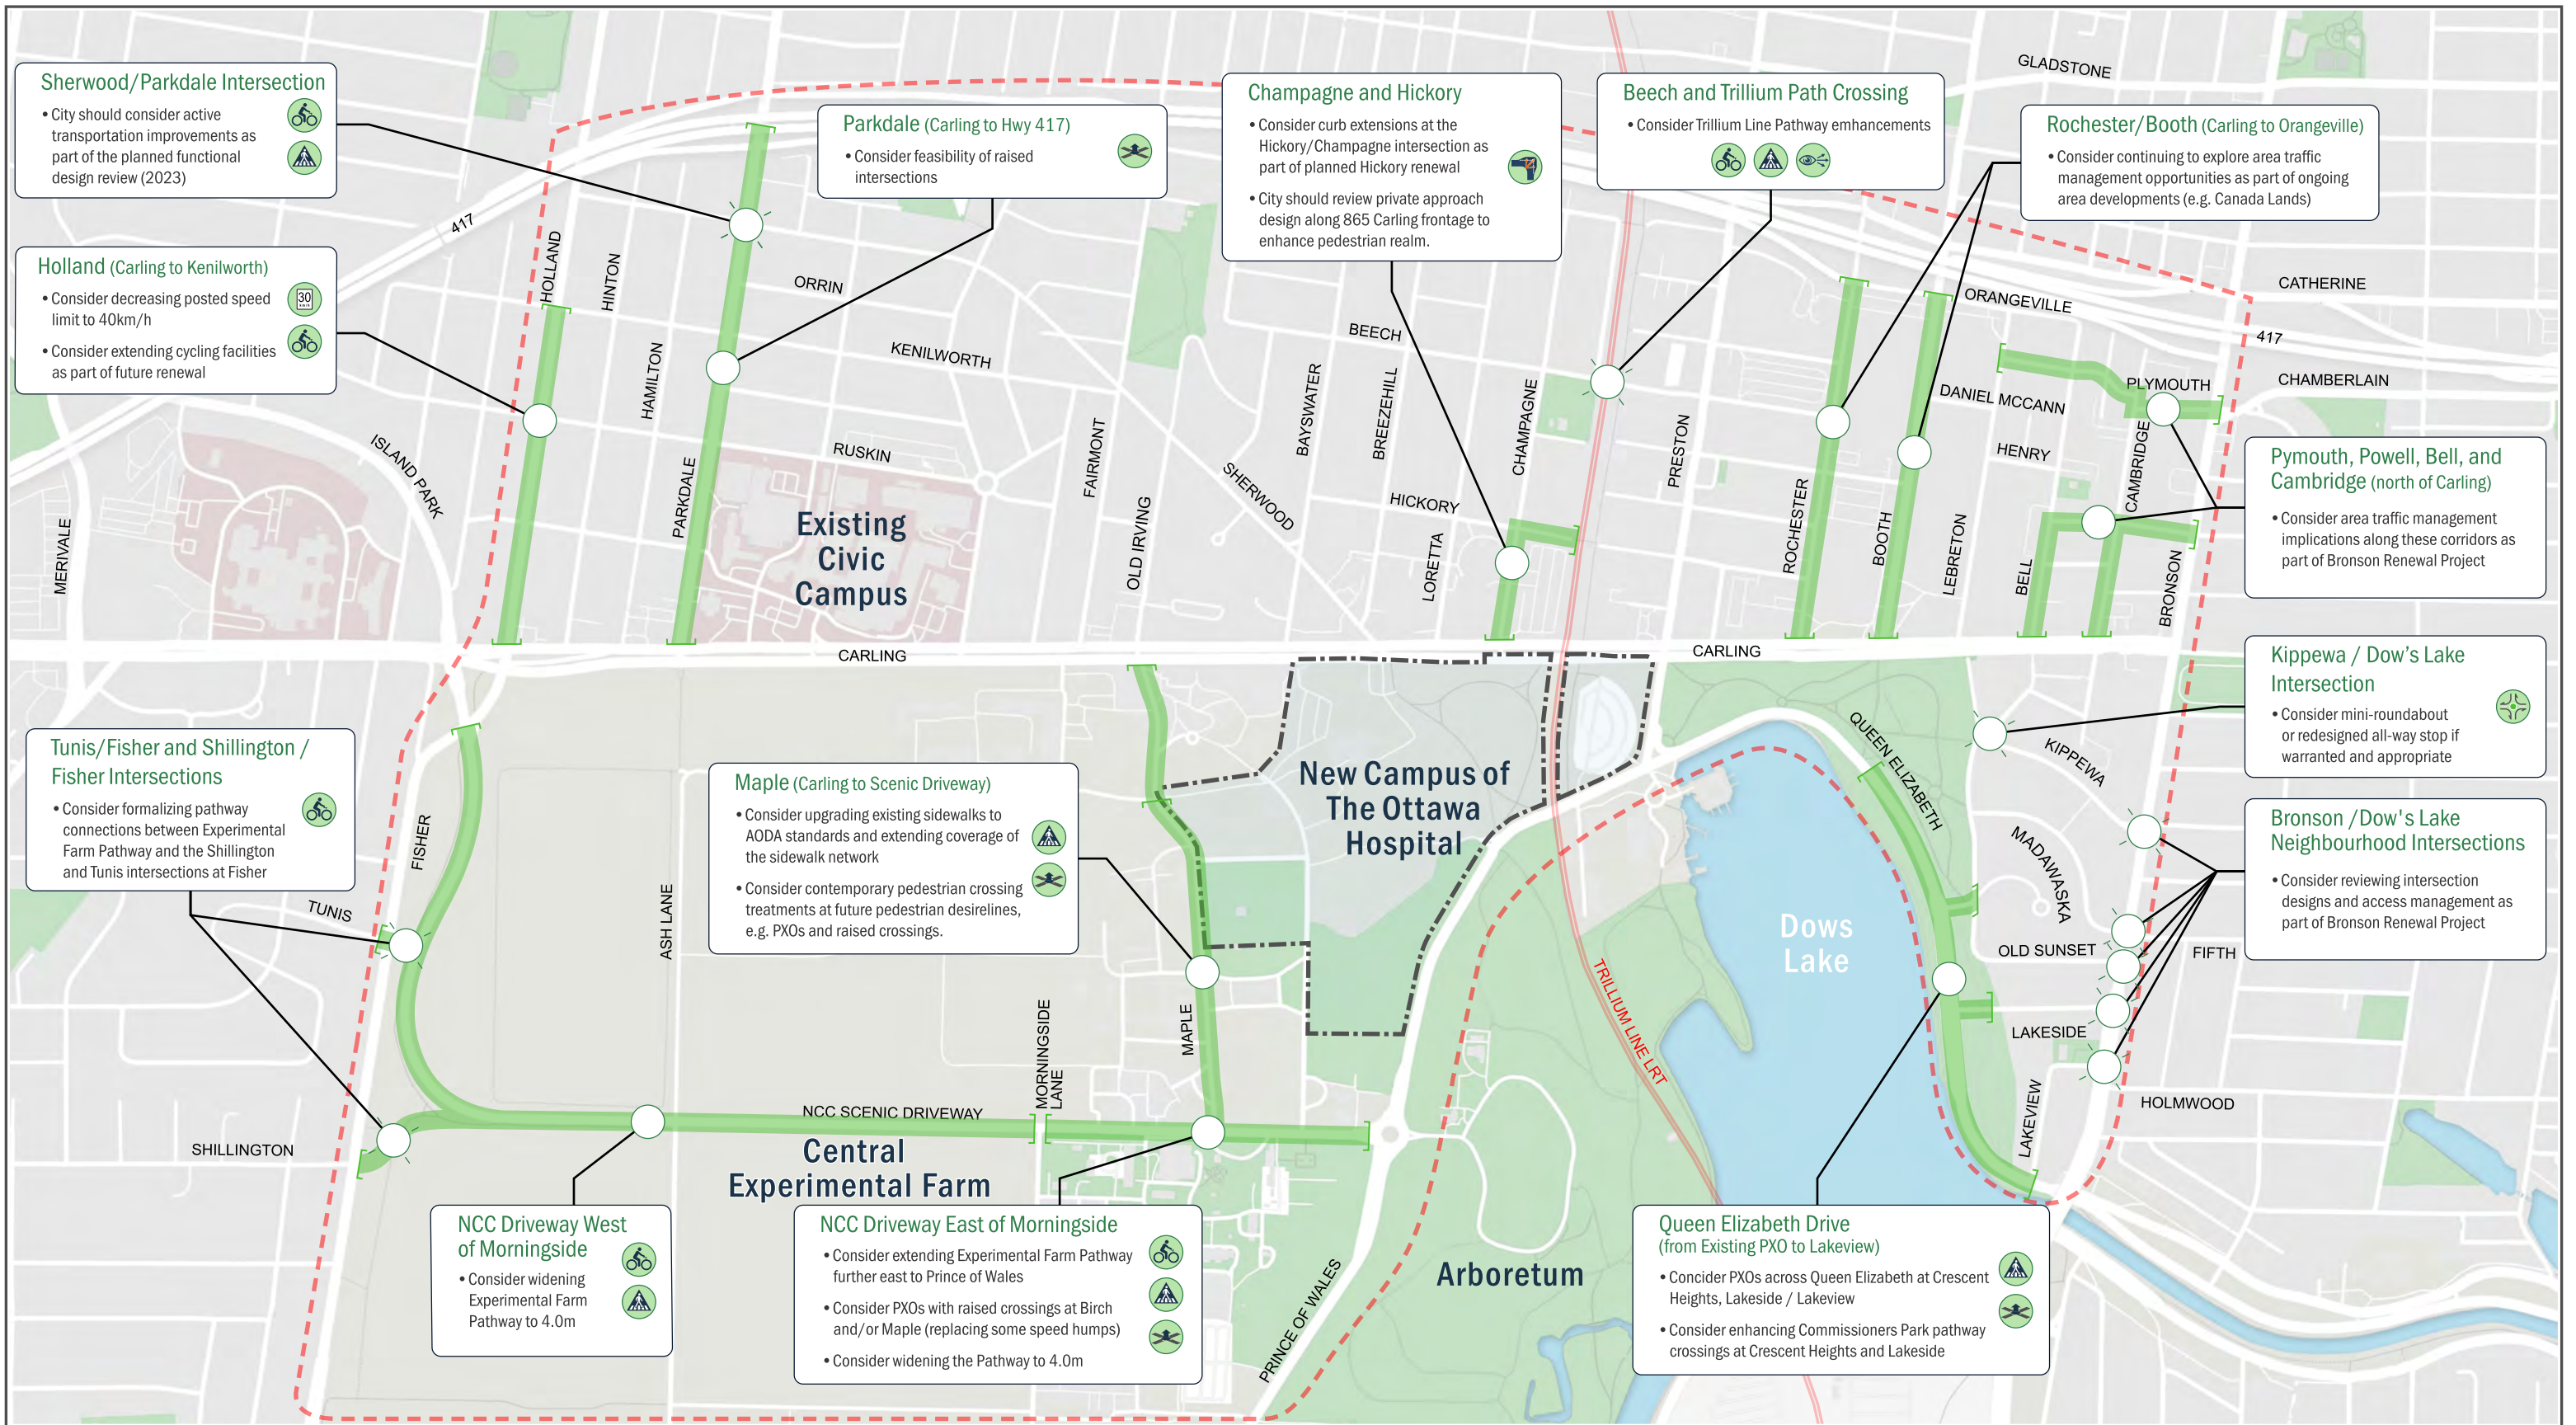 Sherwood/Parkdale Intersection
• City should consider active
transportation improvements as
part of the planned functional
design review (2023)
Holland (Carling to Kenilworth)
• Consider decreasing posted speed
limit to 40km/h
30
• Consider extending cycling facilities
as part of future renewal
Parkdale (Carling to Hwy 417)
• Consider feasibility of raised
intersections
Champagne and Hickory
• Consider curb extensions at the
Hickory/Champagne intersection as
part of planned Hickory renewal
• City should review private approach
design along 865 Carling frontage to
enhance pedestrian realm.
Beech and Trillium Path Crossing
• Consider Trillium Line Pathway emhancements
Rochester/Booth (Carling to Orangeville)
• Consider continuing to explore area traffic
management opportunities as part of ongoing
area developments (e.g. Canada Lands)
Pymouth, Powell, Bell, and
Cambridge (north of Carling)
• Consider area traffic management
implications along these corridors as
part of Bronson Renewal Project
Kippewa / Dow’s Lake
Intersection
• Consider mini-roundabout
or redesigned all-way stop if
warranted and appropriate
Bronson /Dow's Lake
Neighbourhood Intersections
• Consider reviewing intersection
designs and access management as
part of Bronson Renewal Project
Tunis/Fisher and Shillington /
Fisher Intersections
• Consider formalizing pathway
connections between Experimental
Farm Pathway and the Shillington
and Tunis intersections at Fisher
Maple (Carling to Scenic Driveway)
• Consider upgrading existing sidewalks to
AODA standards and extending coverage of
the sidewalk network
• Consider contemporary pedestrian crossing
treatments at future pedestrian desirelines,
e.g. PXOs and raised crossings.
NCC Driveway West
of Morningside
• Consider widening
Experimental Farm
Pathway to 4.0m
NCC Driveway East of Morningside
• Consider extending Experimental Farm Pathway
further east to Prince of Wales
• Consider PXOs with raised crossings at Birch
and/or Maple (replacing some speed humps)
• Consider widening the Pathway to 4.0m
Queen Elizabeth Drive
(from Existing PXO to Lakeview)
• Concider PXOs across Queen Elizabeth at Crescent
Heights, Lakeside / Lakeview
• Consider enhancing Commissioners Park pathway
crossings at Crescent Heights and Lakeside
GLADSTONE
417
HOLLAND
HINTON
ORRIN
CATHERINE
ORANGEVILLE
417
BEECH
KENILWORTH
HAMILTON
CHAMBERLAIN
PLYMOUTH
DANIEL MCCANN
BAYSWATER
BREEZEHILL
CHAMPAGNE
PRESTON
ISLAND PARK
RUSKIN
FAIRMONT
HENRY
CAMBRIDGE
PARKDALE
SHERWOOD
HICKORY
ROCHESTER
BOOTH
LEBRETON
BELL
BRONSON
MERIVALE
Existing
Civic
Campus
OLD IRVING
LORETTA
CARLING
CARLING
QUEEN ELIZABETH
KIPPEWA
New Campus of
The Ottawa
Hospital
FISHER
ASH LANE
MADAWASKA
Dows
Lake
TUNIS
OLD SUNSET
FIFTH
TRILLIUM LINE LRT
MAPLE
MORNINGSIDE
LANE
LAKESIDE
LAKEVIEW
HOLMWOOD
NCC SCENIC DRIVEWAY
SHILLINGTON
Central
Experimental Farm
Arboretum
PRINCE OF WALES